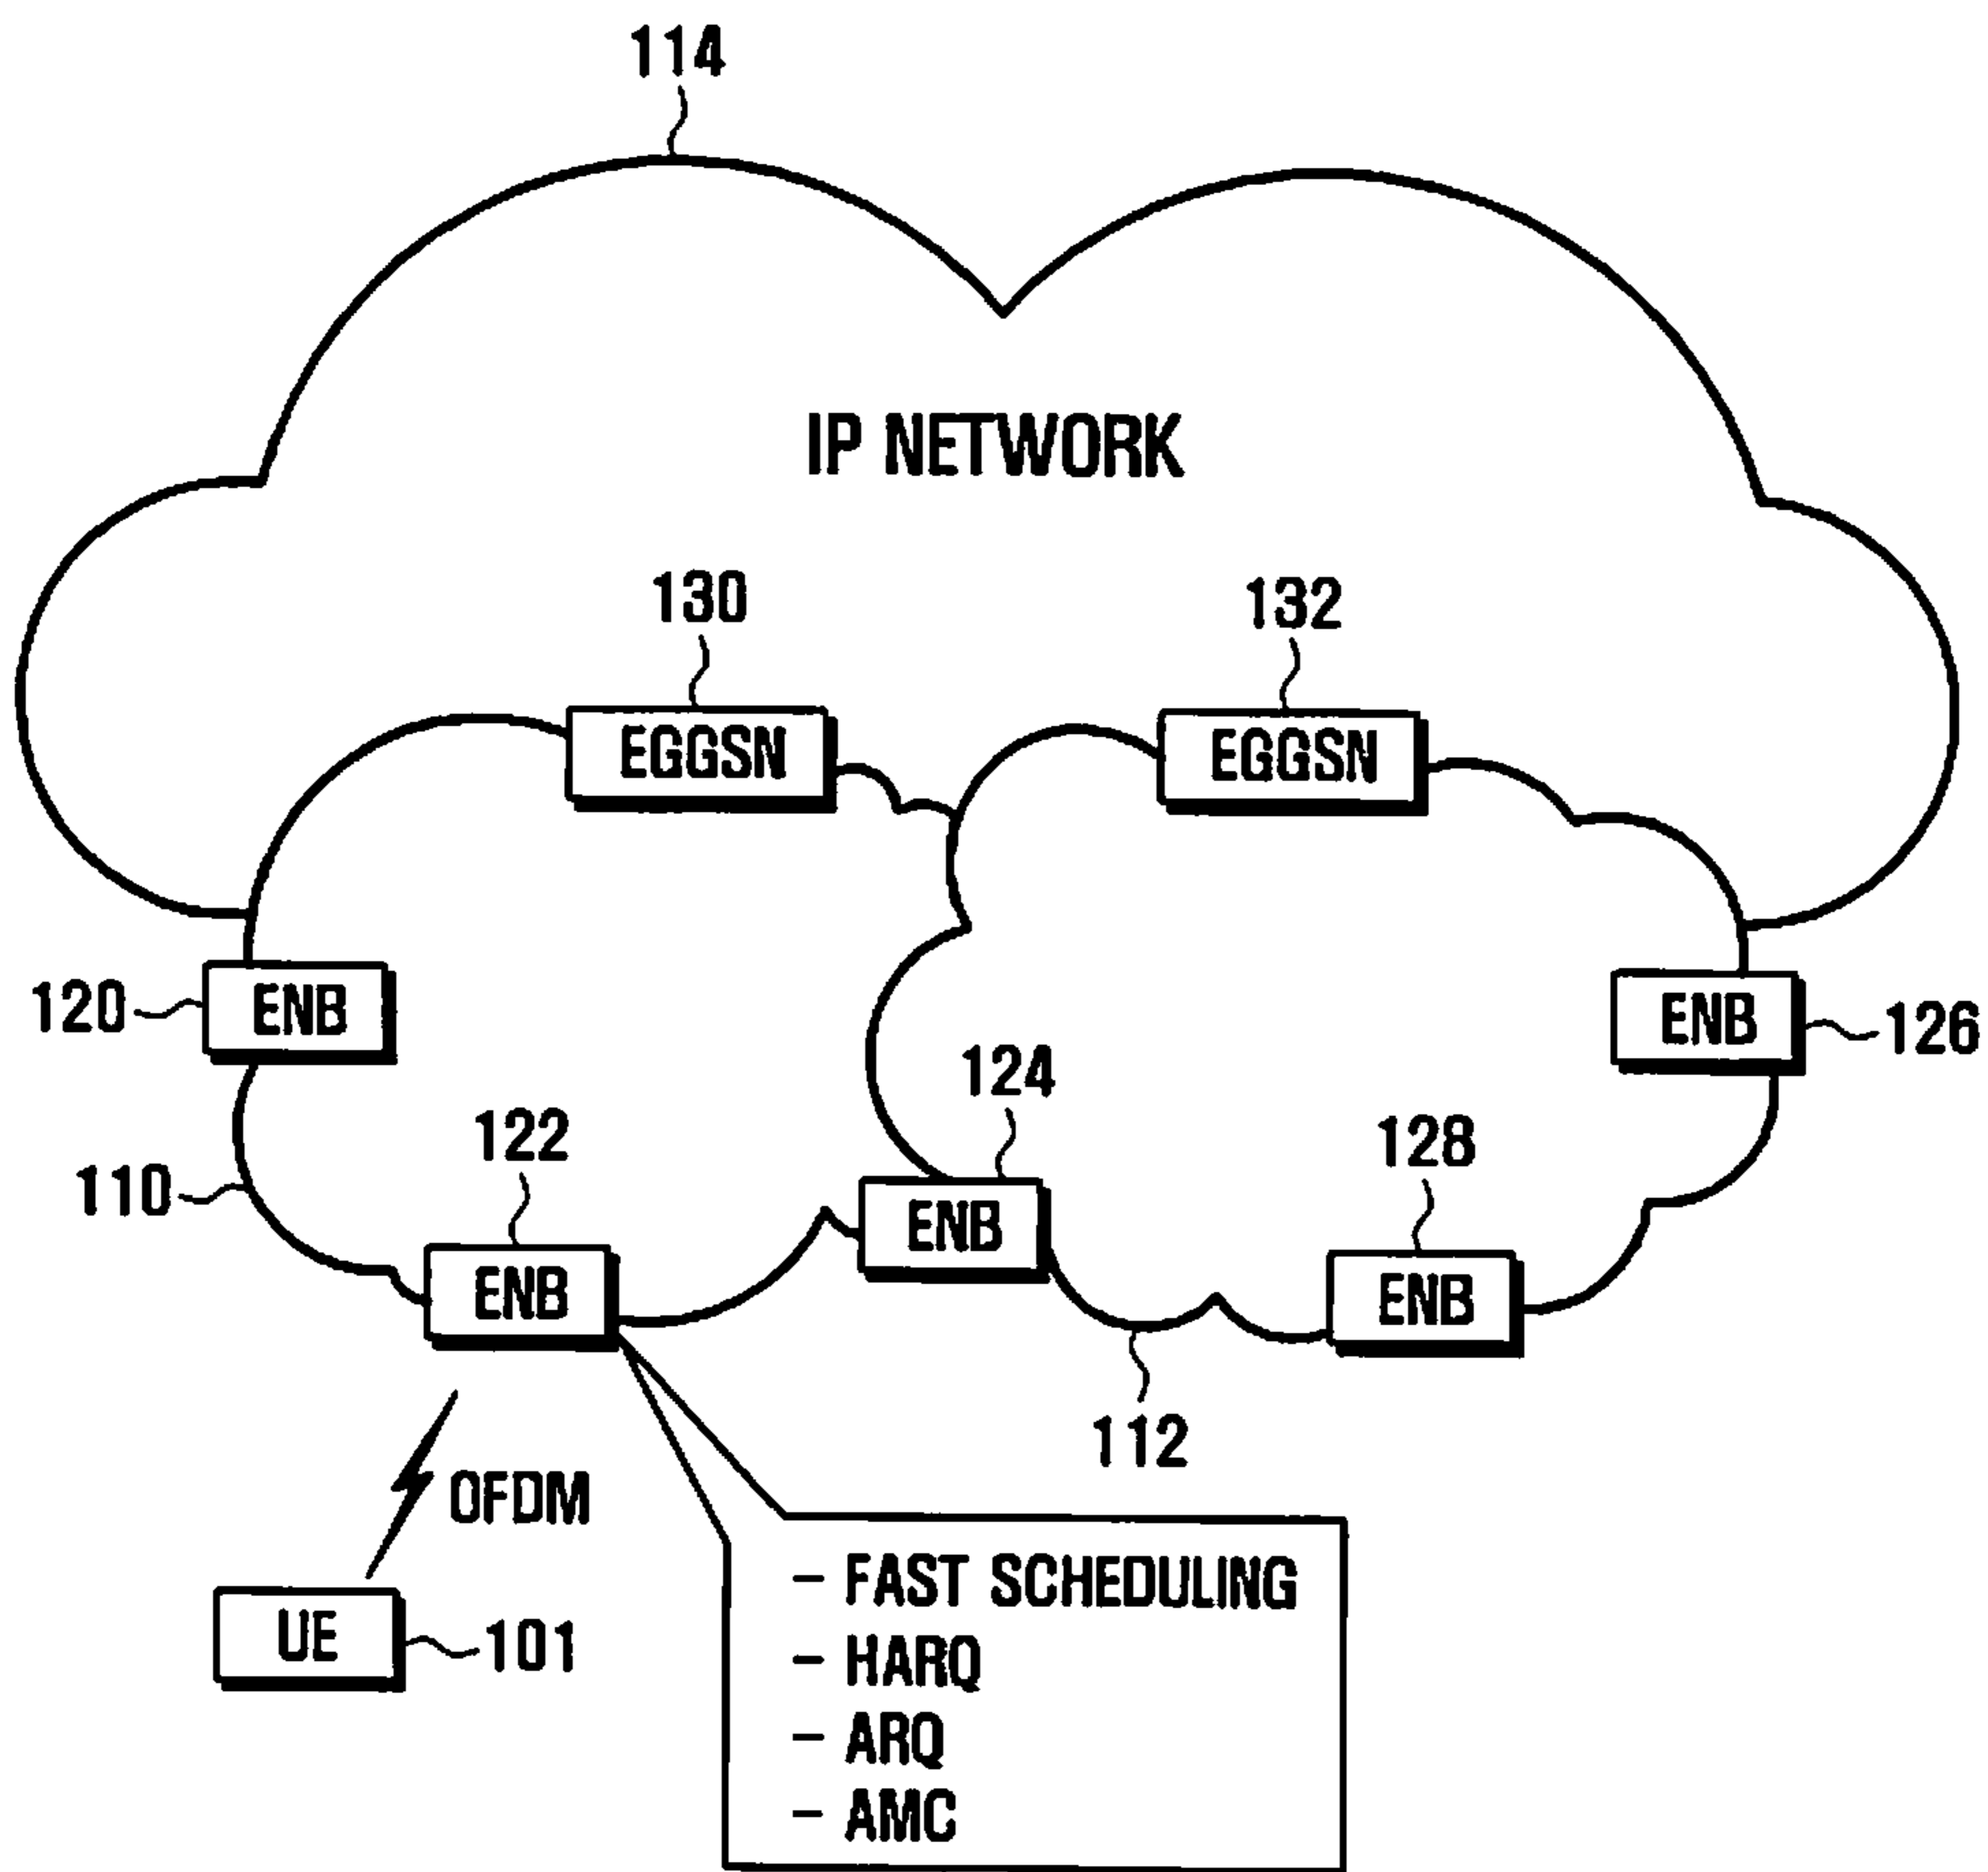 114
IP NETWORK
130
132
EGGSN
EGGSN
120
ENB
ENB
126
124
122
128
110
ENB
ENB
ENB
112
OFDM
UE
101
- FAST SCHEDULING
- HARQ
- ARQ
- AMC